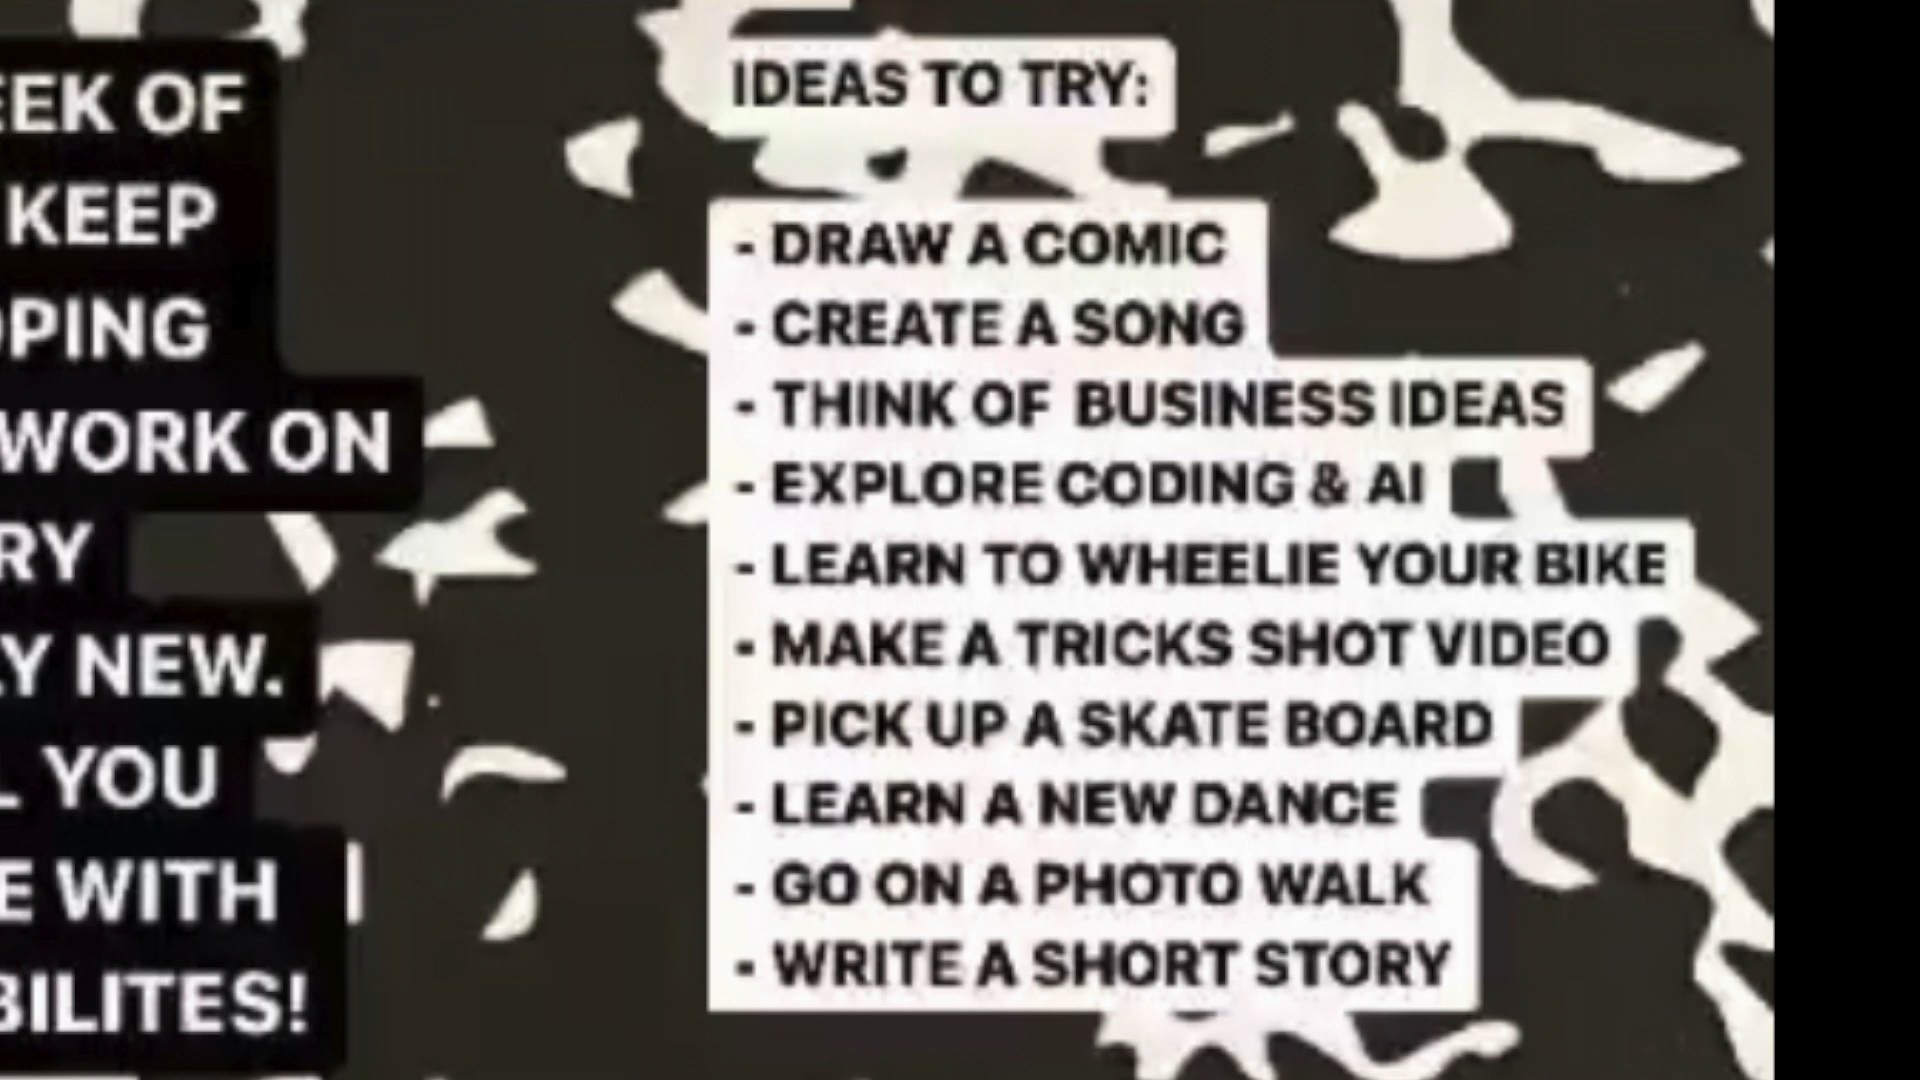 EEK OF
KEEP
OPING
WORK ON
RY
Y NEW.
YOU
E WITH
BILITES!
IDEAS TO TRY:
- DRAW A COMIC
- CREATE A SONG
- THINK OF BUSINESS IDEAS
- EXPLORE CODING & AI
- LEARN TO WHEELIE YOUR BIKE
- MAKE A TRICKS SHOT VIDEO
- PICK UP A SKATE BOARD
- LEARN A NEW DANCE
- GO ON A PHOTO WALK
- WRITE A SHORT STORY